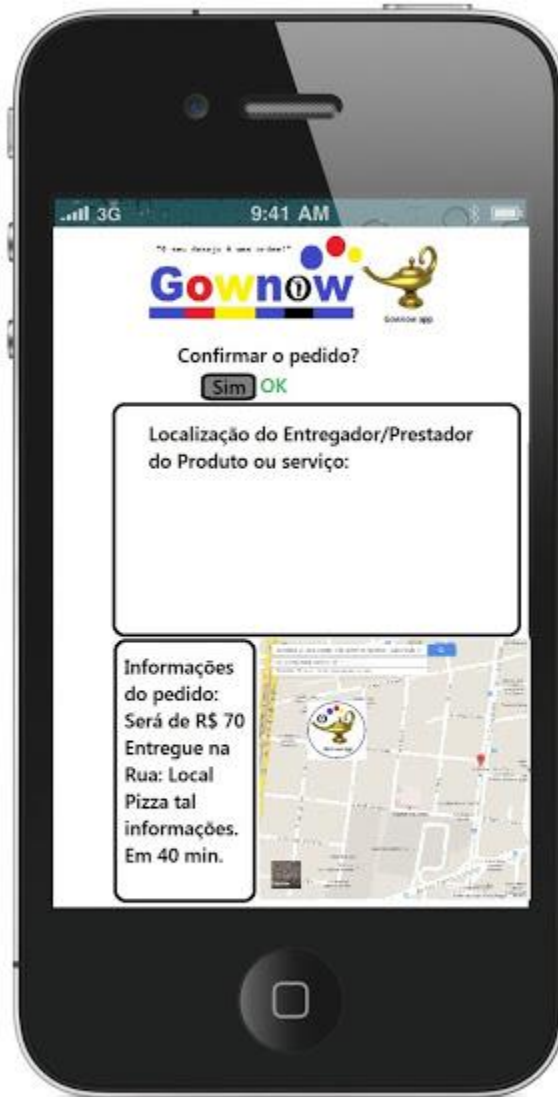 3G 9:41 AM
"O seu desejo é uma ordem!"
Gownow
Gownow app
Confirmar o pedido?
Sim OK
Localização do Entregador/Prestador
do Produto ou serviço:
Informações
do pedido:
Será de R$ 70
Entregue na
Rua: Local
Pizza tal
informações.
Em 40 min.